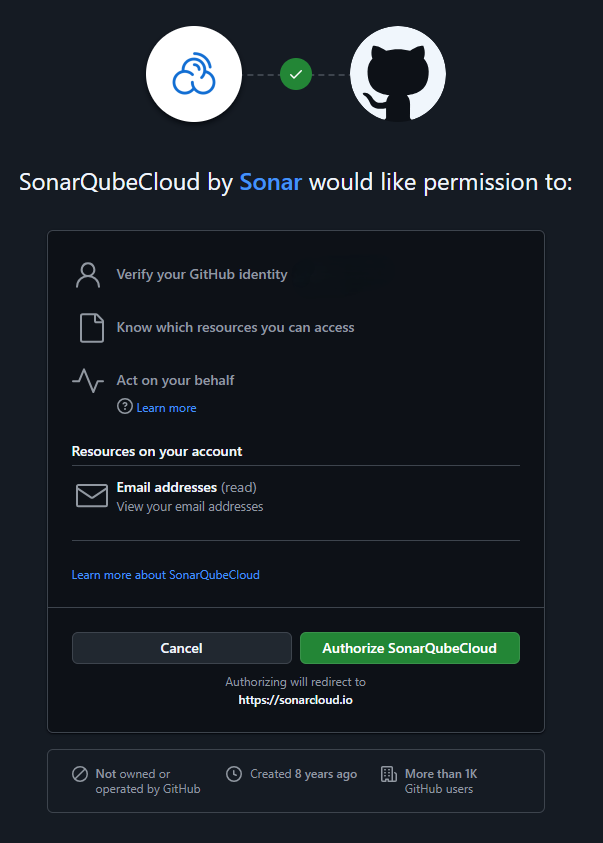 SonarQubeCloud by Sonar would like permission to:
Verify your GitHub identity
Know which resources you can access
Act on your behalf
Learn more
Resources on your account
Email addresses (read)
View your email addresses
Learn more about SonarQubeCloud
Cancel
Authorize SonarQubeCloud
Authorizing will redirect to
https://sonarcloud.io
Not owned or
operated by GitHub
Created 8 years ago
More than 1K
GitHub users